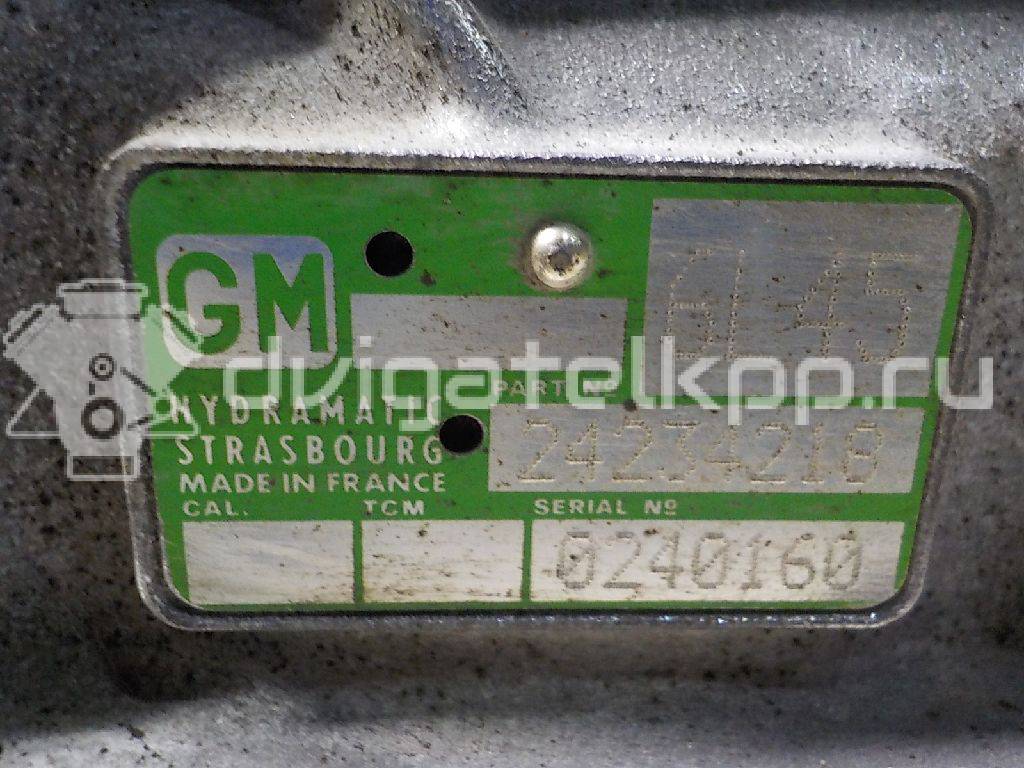 GM
6L45
PART Nº
HYDRAMATIC
STRASBOURG
24234218
MADE IN FRANCE
CAL.
TCM
SERIAL Nº
0240160
dvigatelkpp.ru